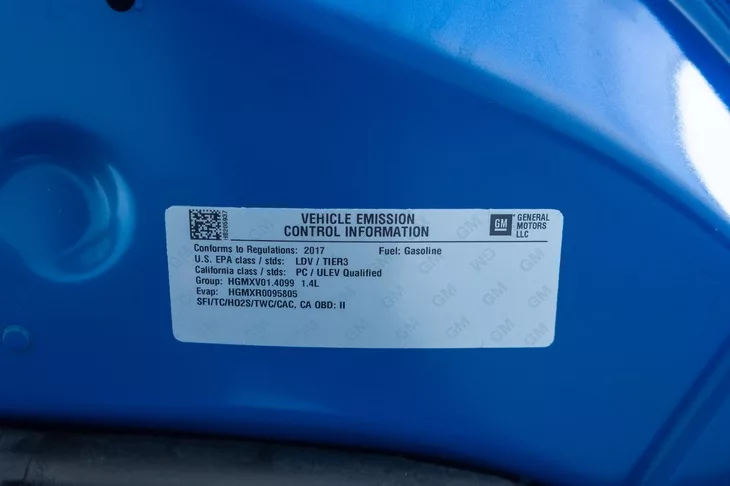 VEHICLE EMISSION
CONTROL INFORMATION
GM
GENERAL
MOTORS
LLC
Conforms to Regulations: 2017 Fuel: Gasoline
U.S. EPA class / stds: LDV / TIER3
California class / stds: PC / ULEV Qualified
Group: HGMXV01.4099 1.4L
Evap: HGMXR0095805
SFI/TC/HO2S/TWC/CAC, CA OBD: II